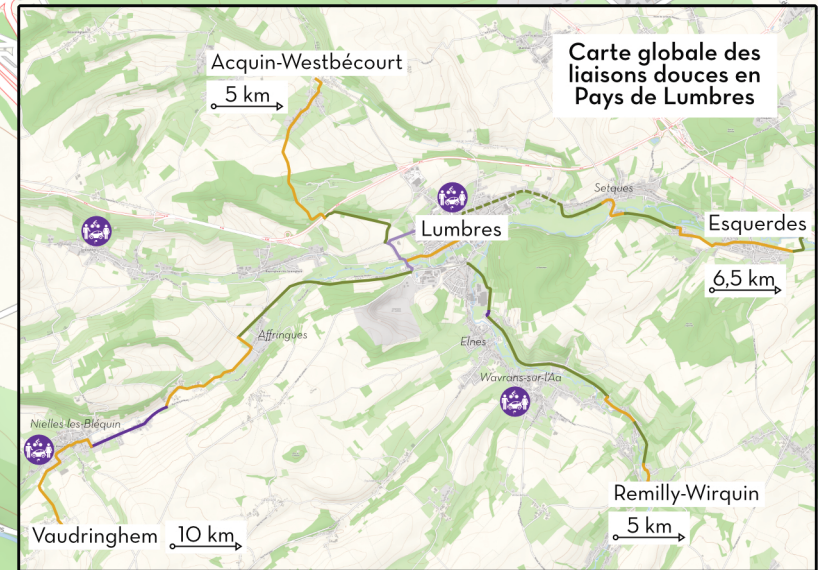 Carte globale des
liaisons douces en
Pays de Lumbres
Acquin-Westbécourt
5 km
Setques
Lumbres
Esquerdes
6,5 km
Affringues
Elnes
Wavrans-sur-l'Aa
Nielles-les-Bléquin
Remilly-Wirquin
5 km
Vaudringhem
10 km